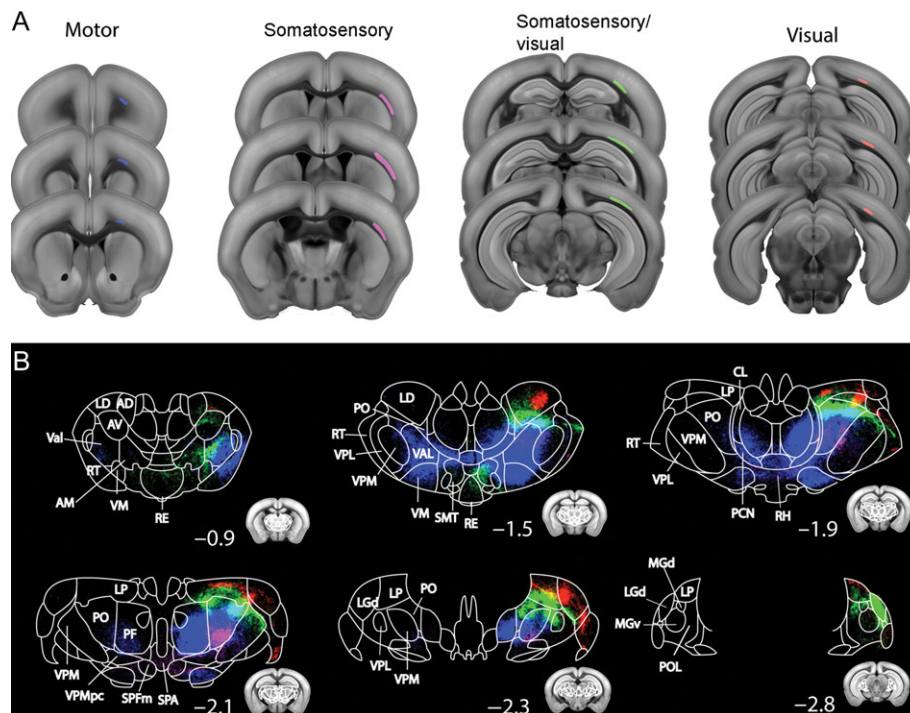 A
Motor
Somatosensory
Somatosensory/
visual
Visual
B
LD AD
AV
Val
RT
AM
VM
RE
−0.9
PO
LD
RT
VPL
VAL
VPM
VM
SMT
RE
−1.5
CL
LP
PO
RT
VPM
VPL
PCN
RH
−1.9
LP
PO
PF
VPM
VPMpc
SPFm
SPA
−2.1
LGd
LP
PO
VPL
VPM
−2.3
MGd
LGd
LP
MGv
POL
−2.8